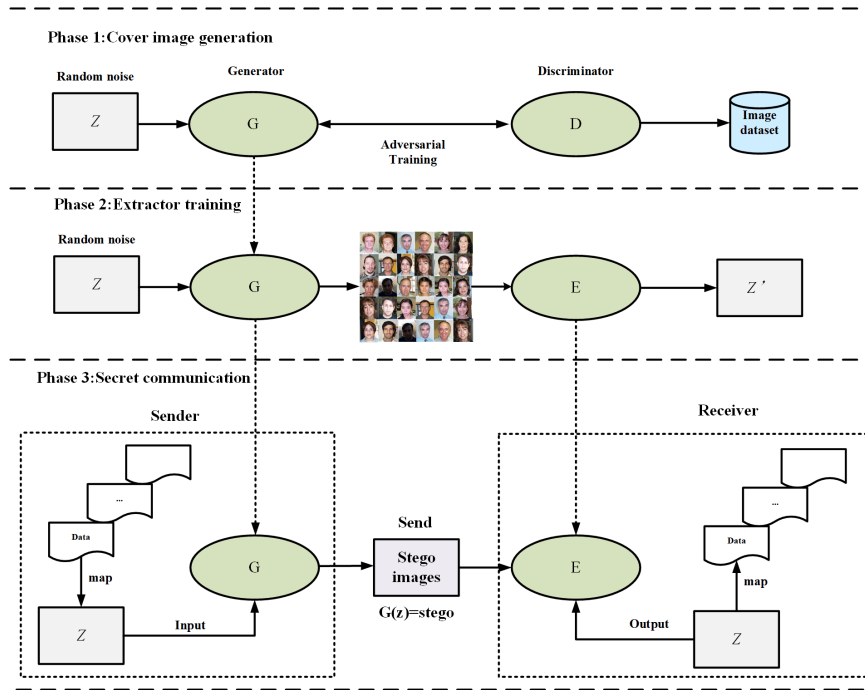 Phase 1:Cover image generation
Random noise
Generator
Discriminator
Z
G
D
Image
dataset
Adversarial
Training
Phase 2:Extractor training
Random noise
Z
G
E
Z'
Phase 3:Secret communication
Sender
Receiver
...
...
Data
Data
Send
map
map
G
Stego
images
E
G(z)=stego
Z
Input
Output
Z